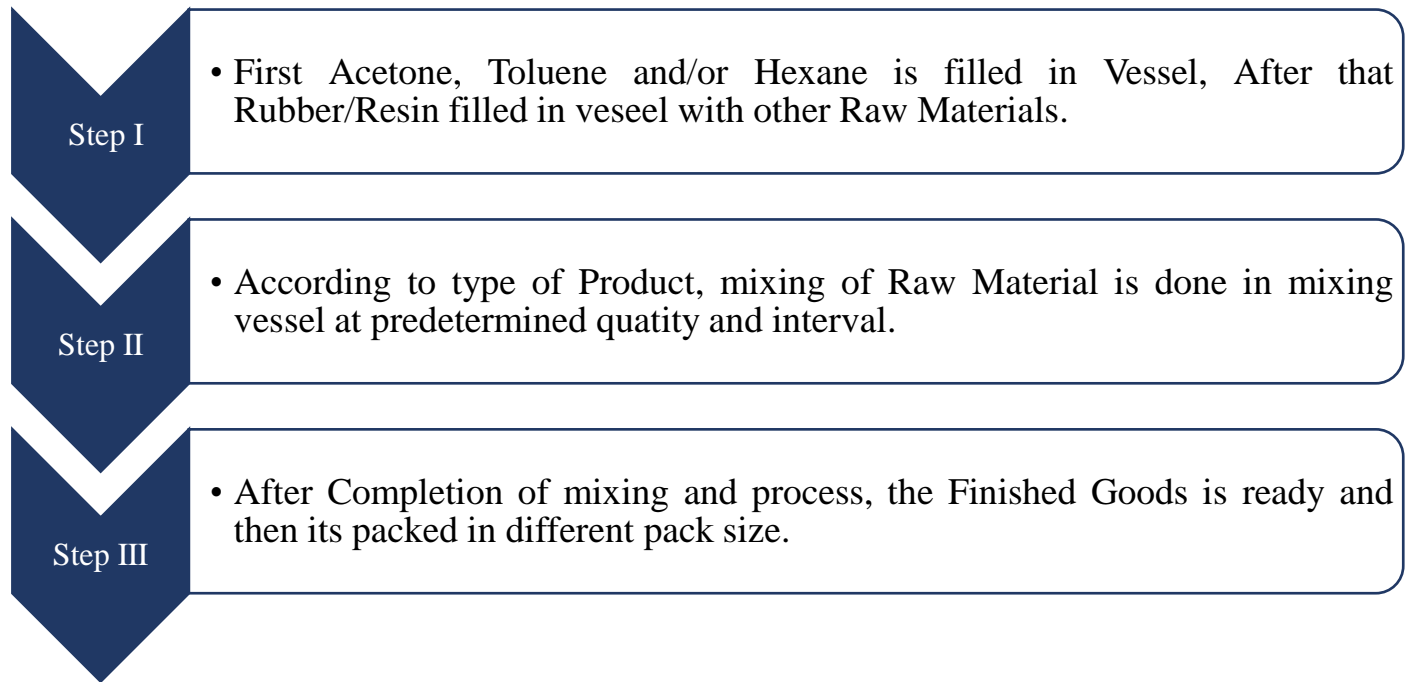 Step I
• First Acetone, Toluene and/or Hexane is filled in Vessel, After that
Rubber/Resin filled in veseel with other Raw Materials.
Step II
• According to type of Product, mixing of Raw Material is done in mixing
vessel at predetermined quatity and interval.
Step III
• After Completion of mixing and process, the Finished Goods is ready and
then its packed in different pack size.